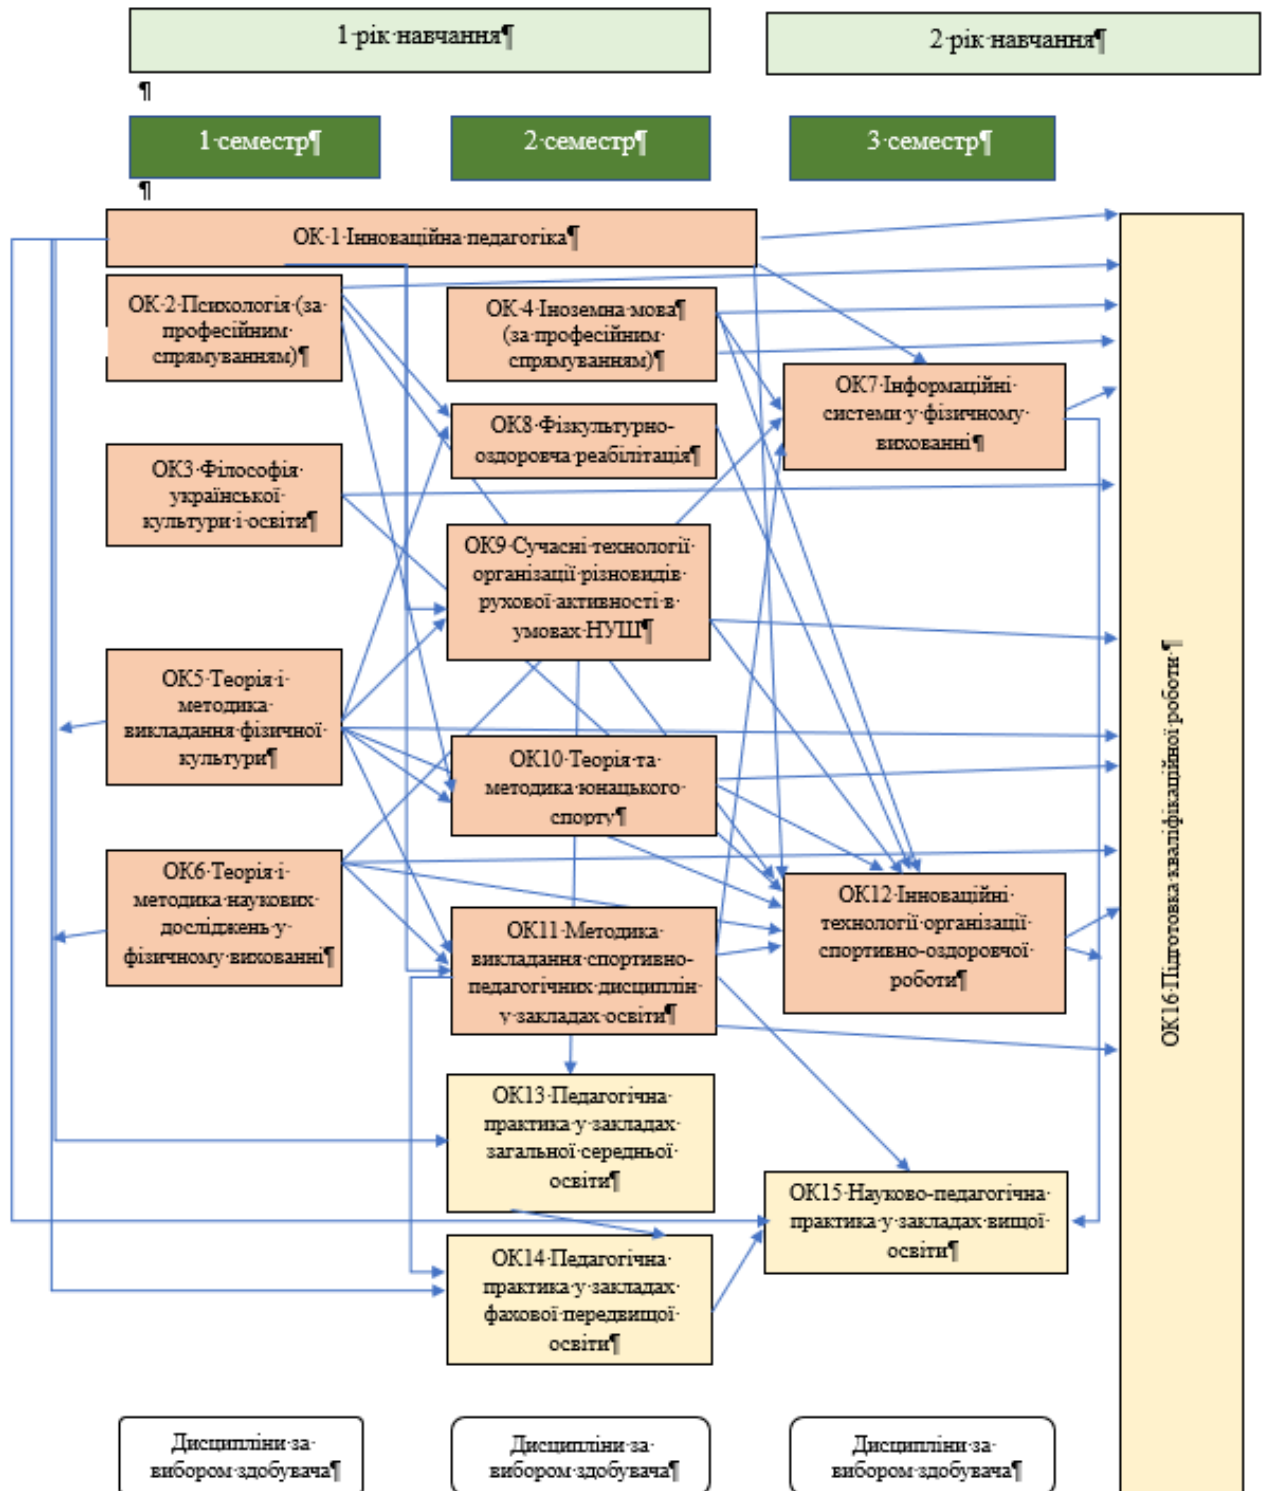 1·рік·навчання¶
2·рік·навчання¶
¶
1·семестр¶
2·семестр¶
3·семестр¶
¶
ОК·1·Інноваційна·педагогіка¶
ОК·2·Психологія·(за·
професійним·
спрямуванням)¶
ОК·4·Іноземна·мова¶
(за·професійним·
спрямуванням)¶
ОК7·Інформаційні·
системи·у·фізичному·
вихованні¶
ОК8·Фізкультурно-
оздоровча·реабілітація¶
ОК3·Філософія·
української·
культури·і·освіти¶
ОК9·Сучасні·технології·
організації·різновидів·
рухової·активності·в·
умовах·НУШ¶
ОК5·Теорія·і·
методика·
викладання·фізичної·
культури¶
ОК10·Теорія·та·
методика·юнацького·
спорту¶
ОК6·Теорія·і·
методика·наукових·
досліджень·у·
фізичному·вихованні¶
ОК11·Методика·
викладання·спортивно-
педагогічних·дисциплін·
у·закладах·освіти¶
ОК12·Інноваційні·
технології·організації·
спортивно-оздоровчої·
роботи¶
ОК16·Підготовка·кваліфікаційної·роботи·¶
ОК13·Педагогічна·
практика·у·закладах·
загальної·середньої·
освіти¶
ОК15·Науково-педагогічна·
практика·у·закладах·вищої·
освіти¶
ОК14·Педагогічна·
практика·у·закладах·
фахової·передвищої·
освіти¶
Дисципліни·за·
вибором·здобувача¶
Дисципліни·за·
вибором·здобувача¶
Дисципліни·за·
вибором·здобувача¶